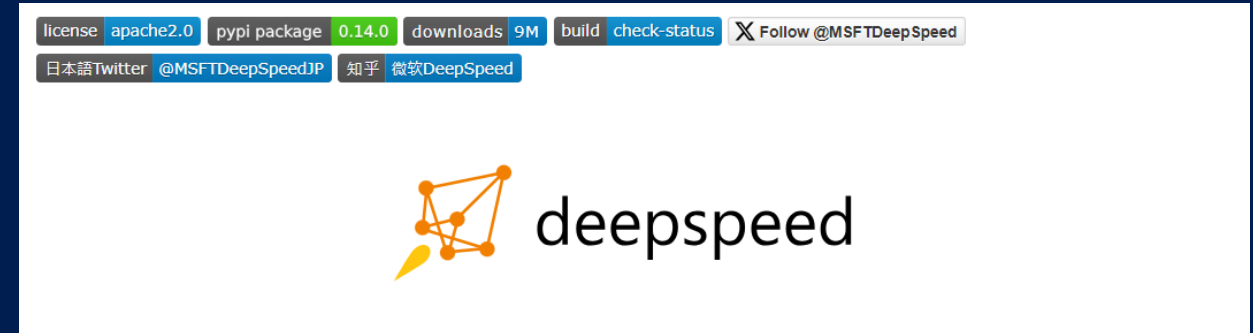 license apache2.0 pypi package 0.14.0 downloads 9M build check-status X Follow @MSFTDeepSpeed
日本語Twitter @MSFTDeepSpeedJP 知乎 微软DeepSpeed
deepspeed